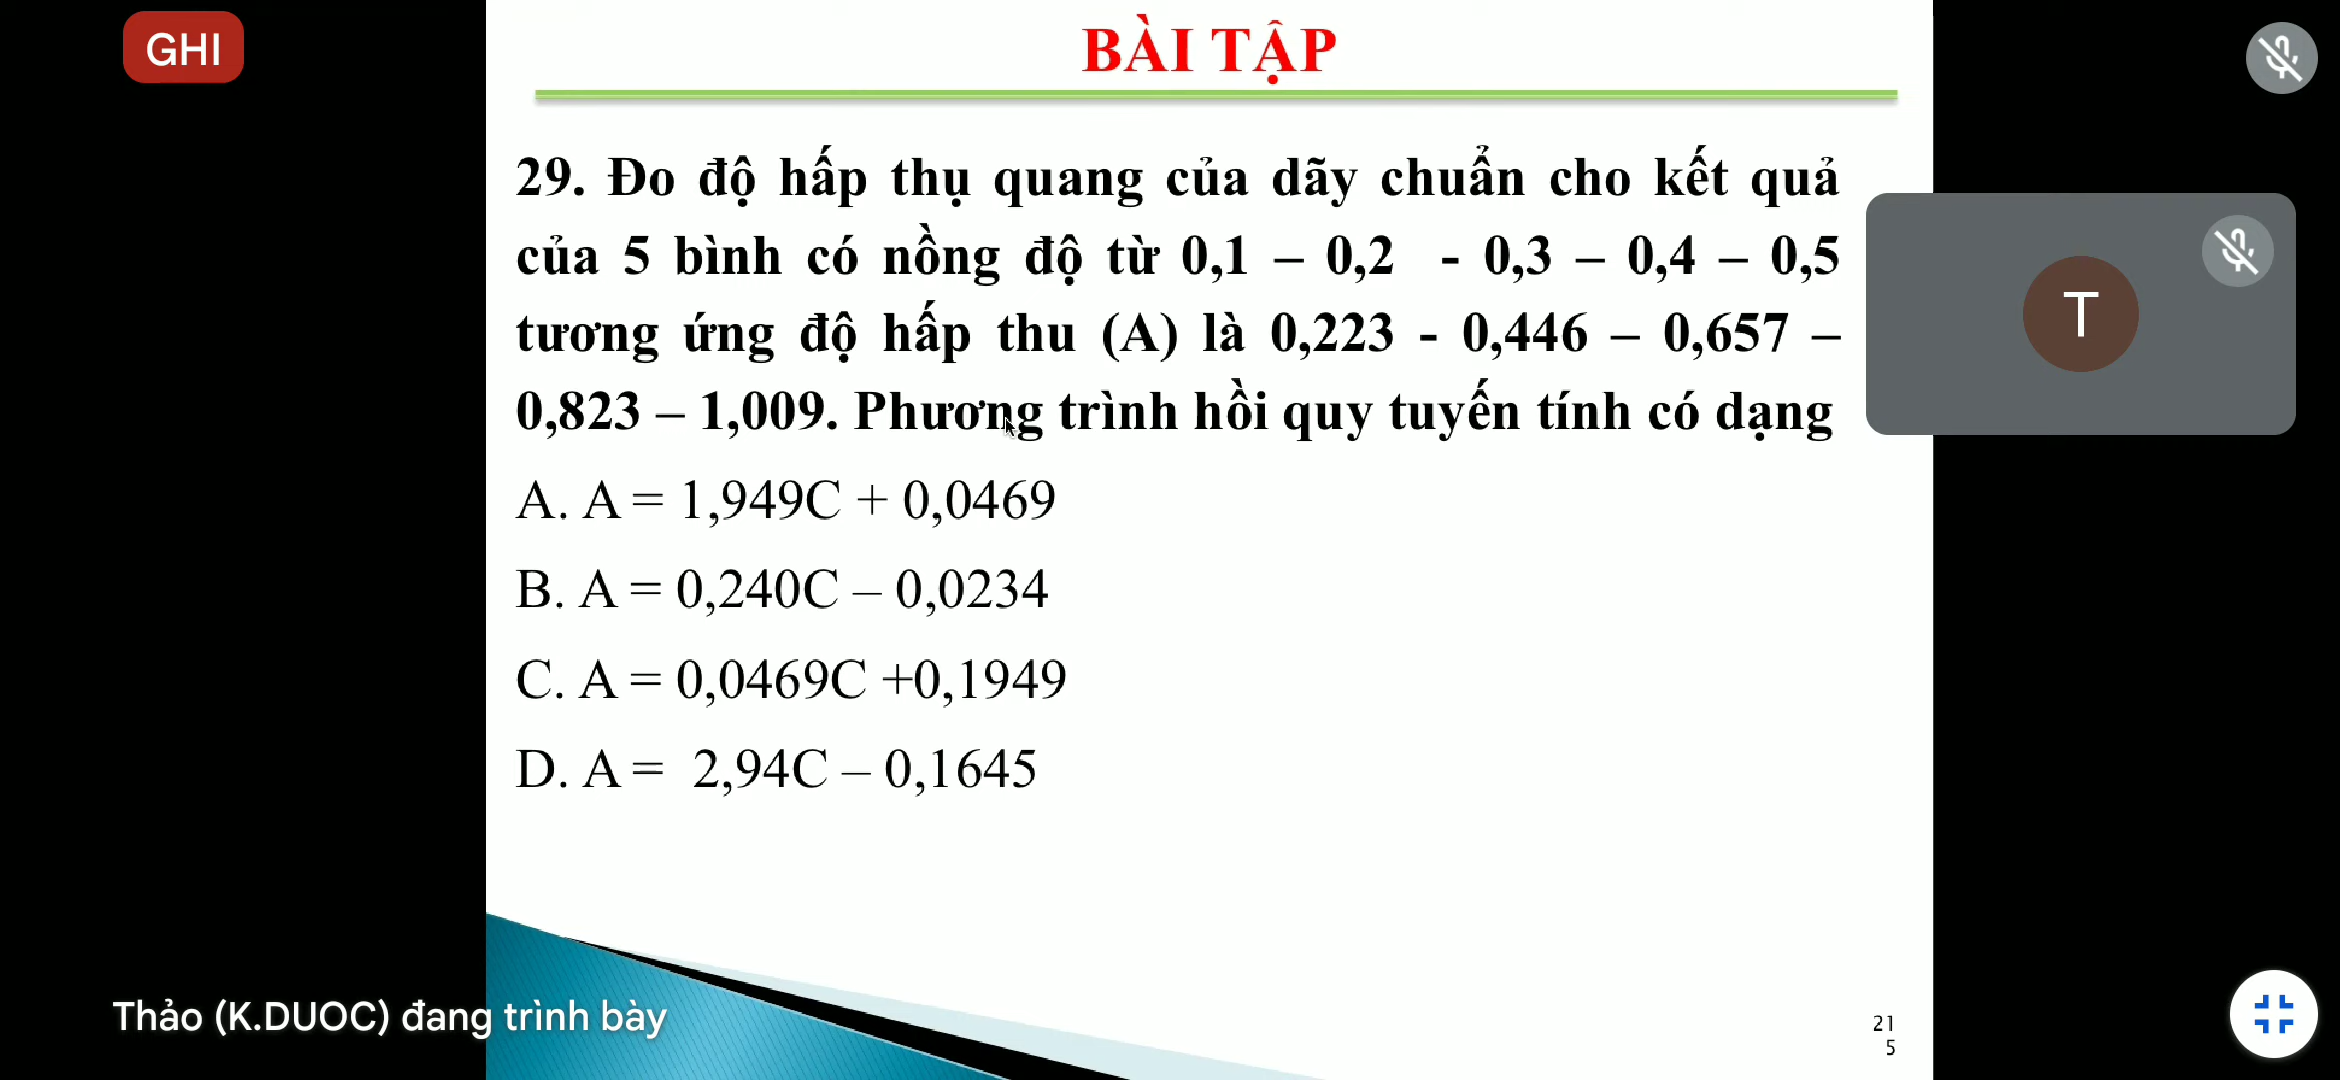 GHI
BÀI TẬP
29. Đo độ hấp thụ quang của dãy chuẩn cho kết quả
của 5 bình có nồng độ từ 0,1 – 0,2 - 0,3 – 0,4 – 0,5
tương ứng độ hấp thu (A) là 0,223 - 0,446 – 0,657 –
0,823 – 1,009. Phương trình hồi quy tuyến tính có dạng
T
A. A = 1,949C + 0,0469
B. A = 0,240C – 0,0234
C. A = 0,0469C +0,1949
D. A = 2,94C – 0,1645
Thảo (K.DUOC) đang trình bày
21
5